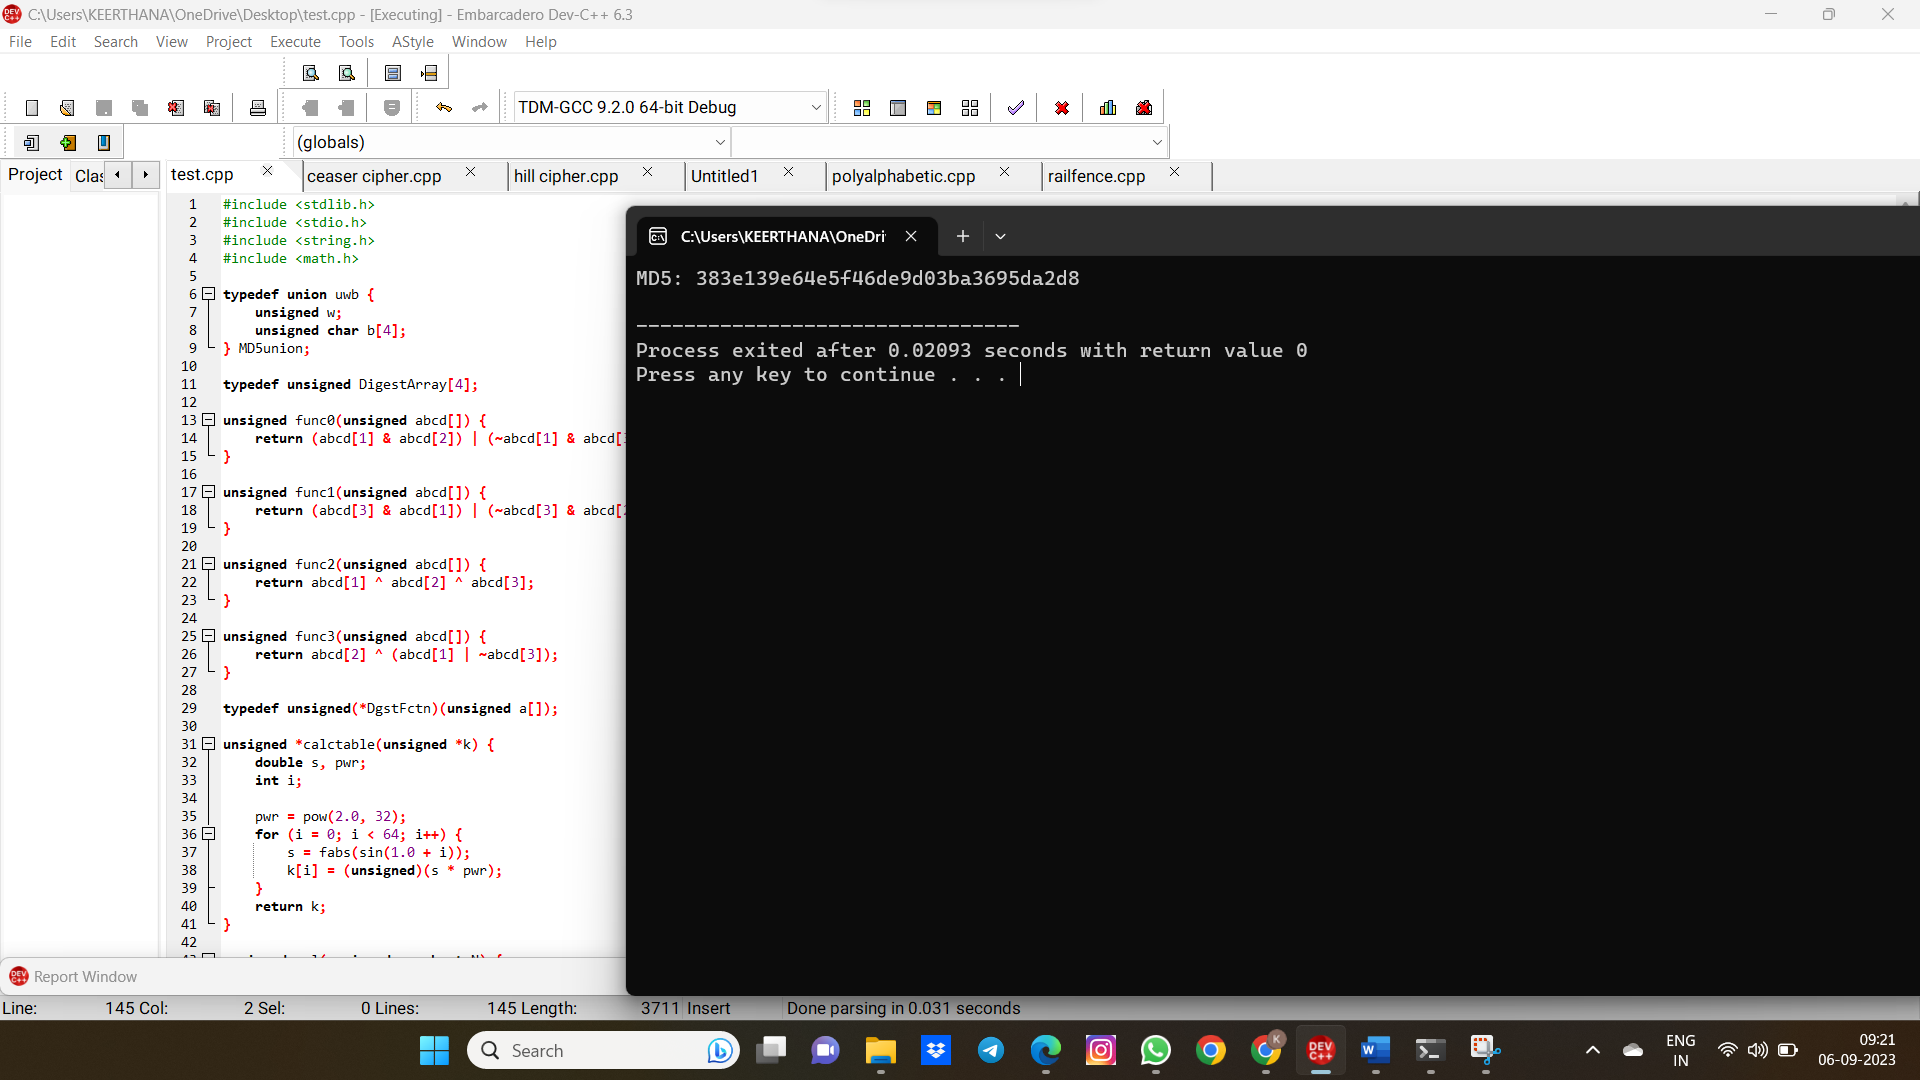 C:\Users\KEERTHANA\OneDrive\Desktop\test.cpp - [Executing] - Embarcadero Dev-C++ 6.3
File Edit Search View Project Execute Tools AStyle Window Help
TDM-GCC 9.2.0 64-bit Debug
(globals)
Project Clas test.cpp ceaser cipher.cpp hill cipher.cpp Untitled1 polyalphabetic.cpp railfence.cpp
1 #include <stdlib.h>
2 #include <stdio.h>
3 #include <string.h>
4 #include <math.h>
5
6 typedef union uwb {
7 unsigned w;
8 unsigned char b[4];
9 } MD5union;
10
11 typedef unsigned DigestArray[4];
12
13 unsigned func0(unsigned abcd[]) {
14 return (abcd[1] & abcd[2]) | (~abcd[1] & abcd[
15 }
16
17 unsigned func1(unsigned abcd[]) {
18 return (abcd[3] & abcd[1]) | (~abcd[3] & abcd[
19 }
20
21 unsigned func2(unsigned abcd[]) {
22 return abcd[1] ^ abcd[2] ^ abcd[3];
23 }
24
25 unsigned func3(unsigned abcd[]) {
26 return abcd[2] ^ (abcd[1] | ~abcd[3]);
27 }
28
29 typedef unsigned(*DgstFctn)(unsigned a[]);
30
31 unsigned *calctable(unsigned *k) {
32 double s, pwr;
33 int i;
34
35 pwr = pow(2.0, 32);
36 for (i = 0; i < 64; i++) {
37 s = fabs(sin(1.0 + i));
38 k[i] = (unsigned)(s * pwr);
39 }
40 return k;
41 }
42
C:\Users\KEERTHANA\OneDri
MD5: 383e139e64e5f46de9d03ba3695da2d8
--------------------------------
Process exited after 0.02093 seconds with return value 0
Press any key to continue . . .
Report Window
Line: 145 Col: 2 Sel: 0 Lines: 145 Length: 3711 Insert Done parsing in 0.031 seconds
Search
ENG
IN
09:21
06-09-2023